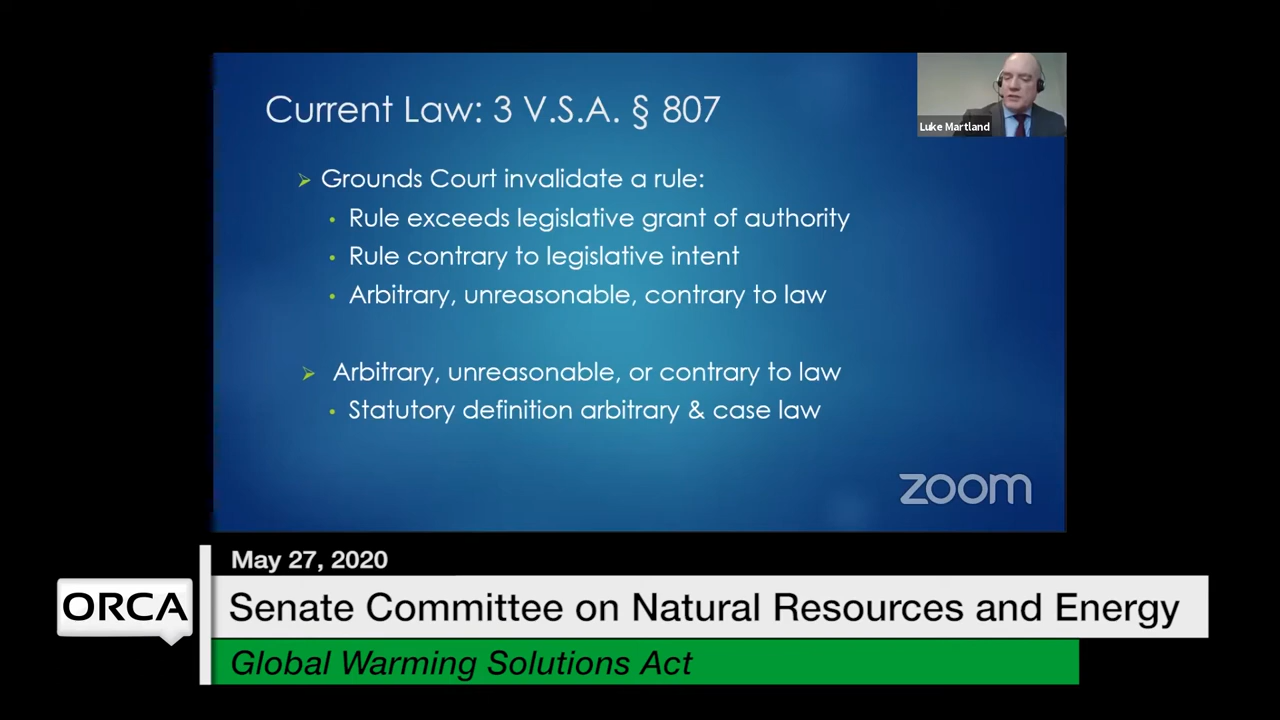 Current Law: 3 V.S.A. § 807
Luke Martland
Grounds Court invalidate a rule:
Rule exceeds legislative grant of authority
Rule contrary to legislative intent
Arbitrary, unreasonable, contrary to law
Arbitrary, unreasonable, or contrary to law
Statutory definition arbitrary & case law
zoom
May 27, 2020
ORCA
Senate Committee on Natural Resources and Energy
Global Warming Solutions Act